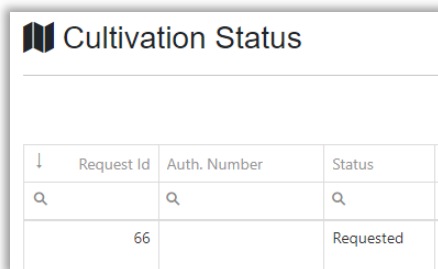 Cultivation Status
Request Id Auth. Number Status
66 Requested